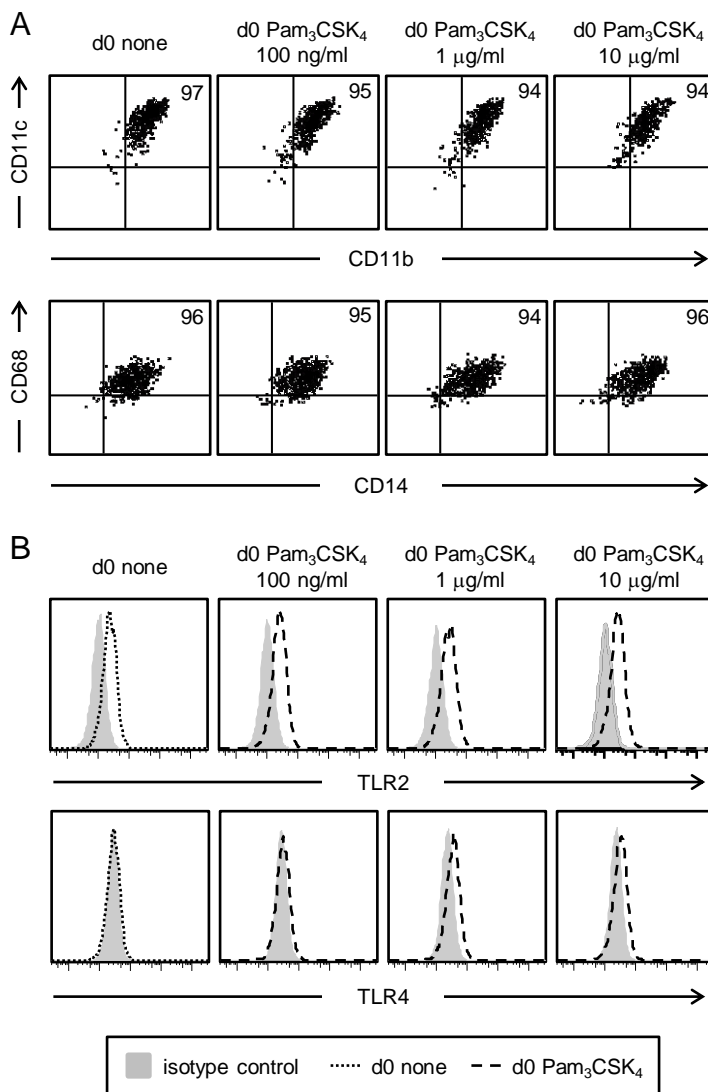 A
d0 none
d0 Pam₃CSK₄
100 ng/ml
d0 Pam₃CSK₄
1 µg/ml
d0 Pam₃CSK₄
10 µg/ml
CD11c
97
95
94
94
CD11b
CD68
96
95
94
96
CD14
B
d0 none
d0 Pam₃CSK₄
100 ng/ml
d0 Pam₃CSK₄
1 µg/ml
d0 Pam₃CSK₄
10 µg/ml
TLR2
TLR4
isotype control d0 none d0 Pam₃CSK₄